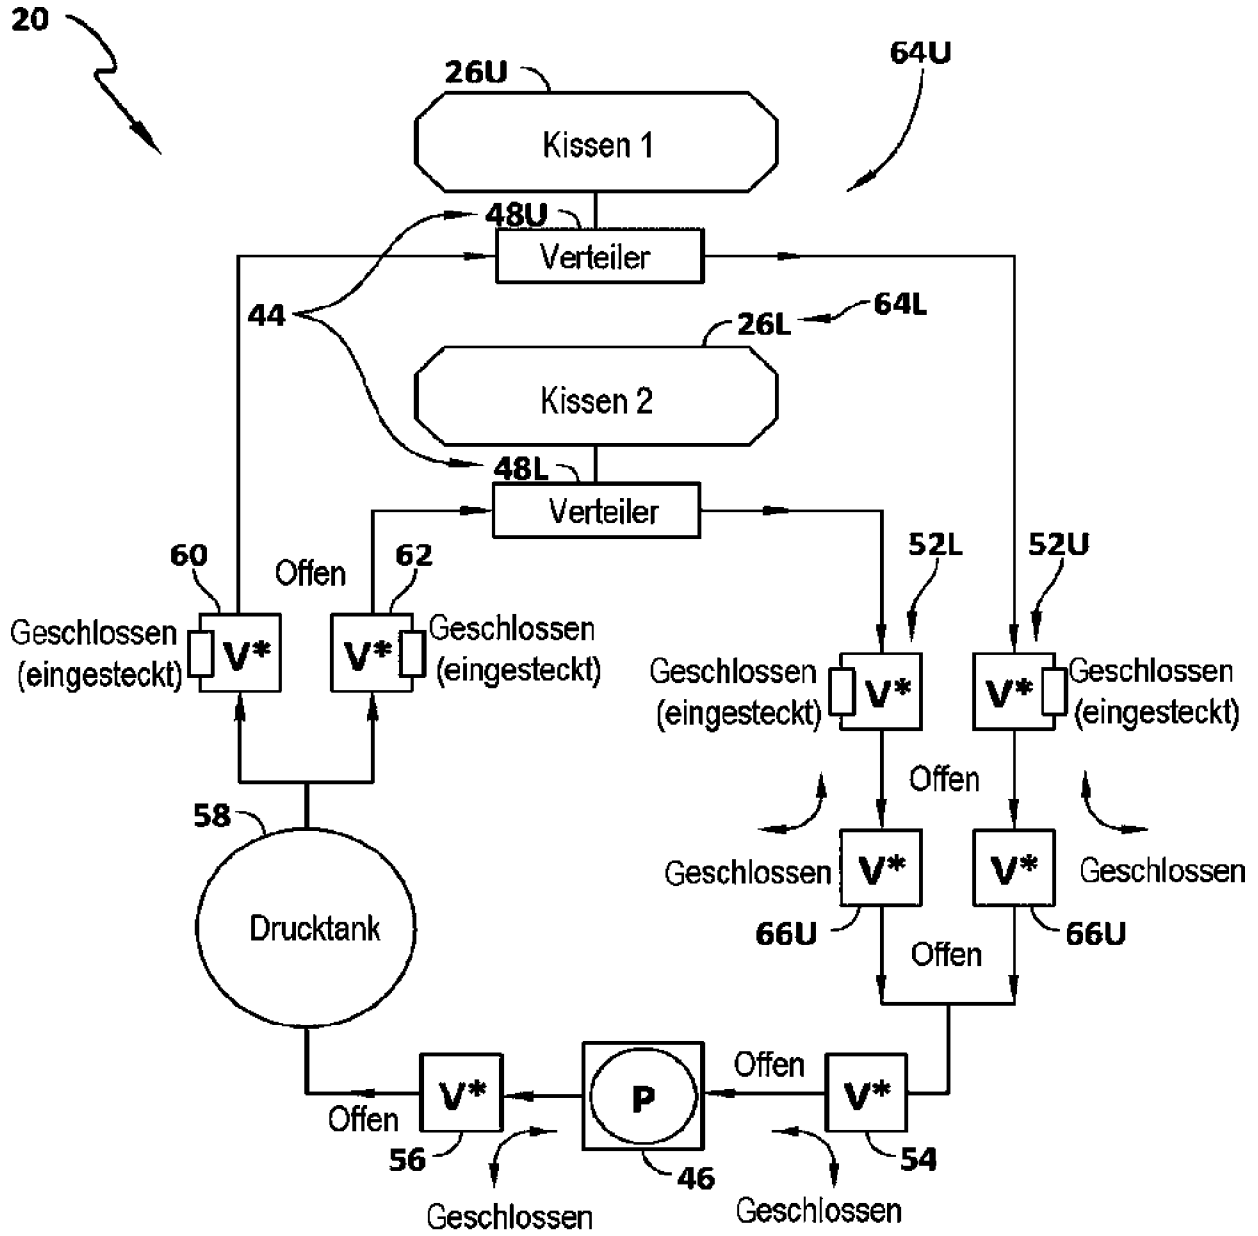 20
26U
64U
Kissen 1
48U
Verteiler
44
26L
64L
Kissen 2
48L
Verteiler
60
Offen
62
52L
52U
Geschlossen
(eingesteckt)
V*
V*
Geschlossen
(eingesteckt)
Geschlossen
(eingesteckt)
V*
V*
Geschlossen
(eingesteckt)
Offen
58
Geschlossen
V*
V*
Geschlossen
Drucktank
66U
Offen
66U
Offen
V*
P
Offen
V*
56
46
54
Geschlossen
Geschlossen